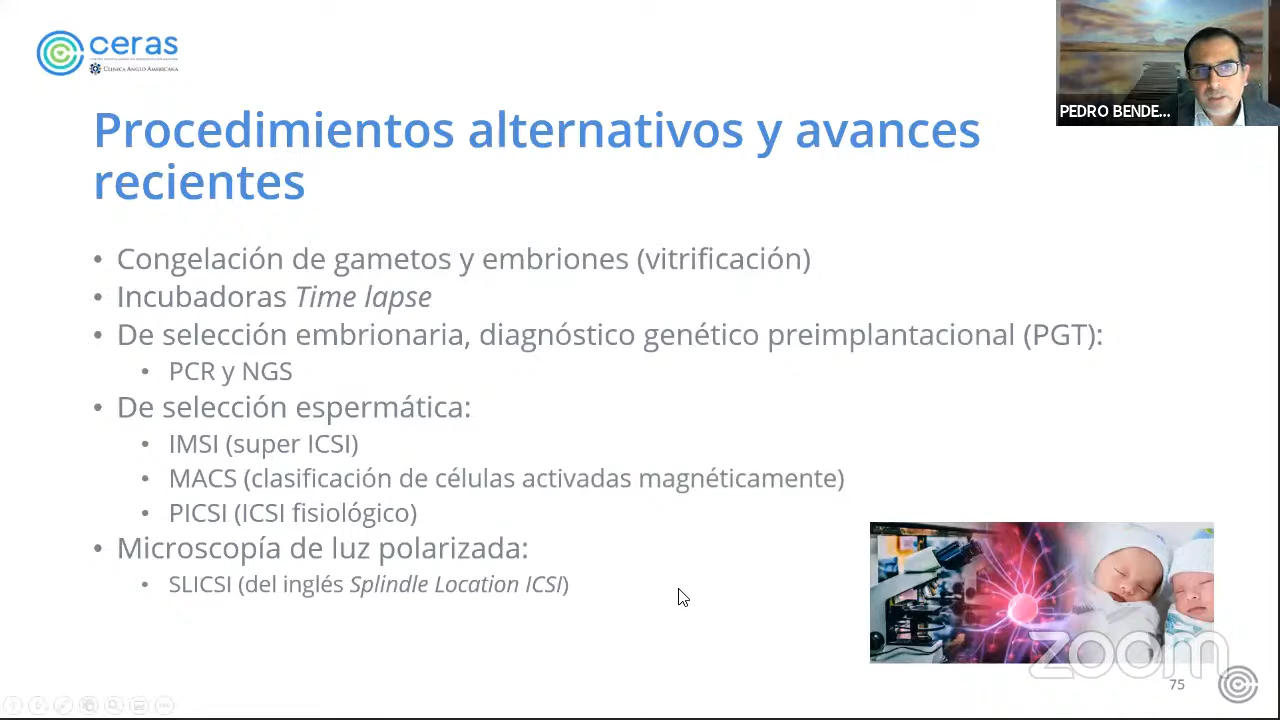 ceras
CLÍNICA ANGLO AMERICANA
PEDRO BENDE...
Procedimientos alternativos y avances
recientes
• Congelación de gametos y embriones (vitrificación)
• Incubadoras Time lapse
• De selección embrionaria, diagnóstico genético preimplantacional (PGT):
• PCR y NGS
• De selección espermática:
• IMSI (super ICSI)
• MACS (clasificación de células activadas magnéticamente)
• PICSI (ICSI fisiológico)
• Microscopía de luz polarizada:
• SLICSI (del inglés Splindle Location ICSI)
zoom
75